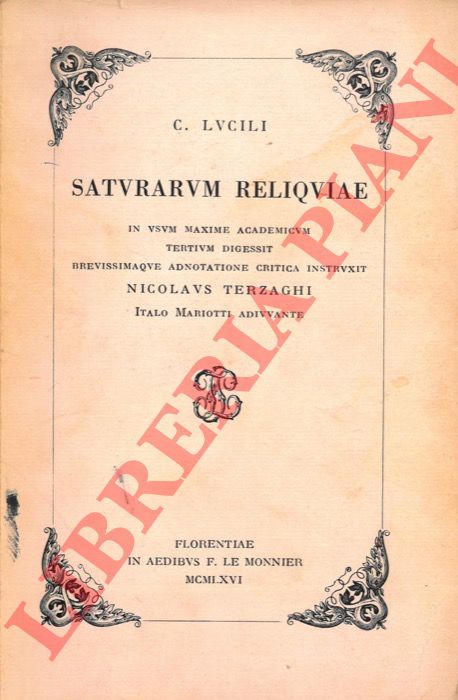 C. LVCILI
SATVRARVM RELIQVIAE
IN VSVM MAXIME ACADEMICVM
TERTIVM DIGESSIT
BREVISSIMAQVE ADNOTATIONE CRITICA INSTRVXIT
NICOLAVS TERZAGHI
ITALO MARIOTTI ADIVVANTE
FLORENTIAE
IN AEDIBVS F. LE MONNIER
MCMLXVI
LIBRERIA PIANI